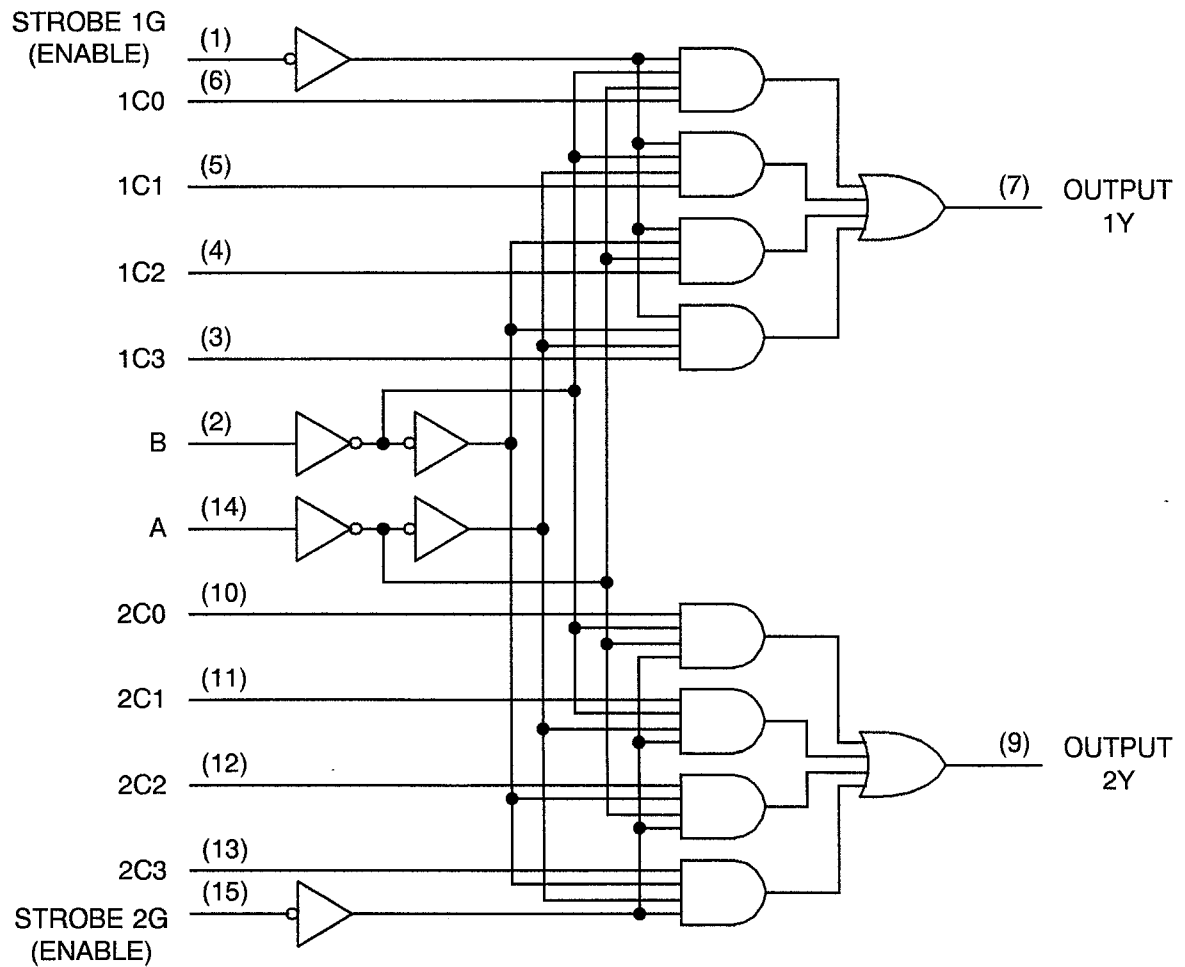 STROBE 1G
(ENABLE)
(1)
(6)
1C0
(5)
1C1
(4)
1C2
(3)
1C3
(7)
OUTPUT
1Y
(2)
B
(14)
A
(10)
2C0
(11)
2C1
(12)
2C2
(13)
2C3
(15)
STROBE 2G
(ENABLE)
(9)
OUTPUT
2Y